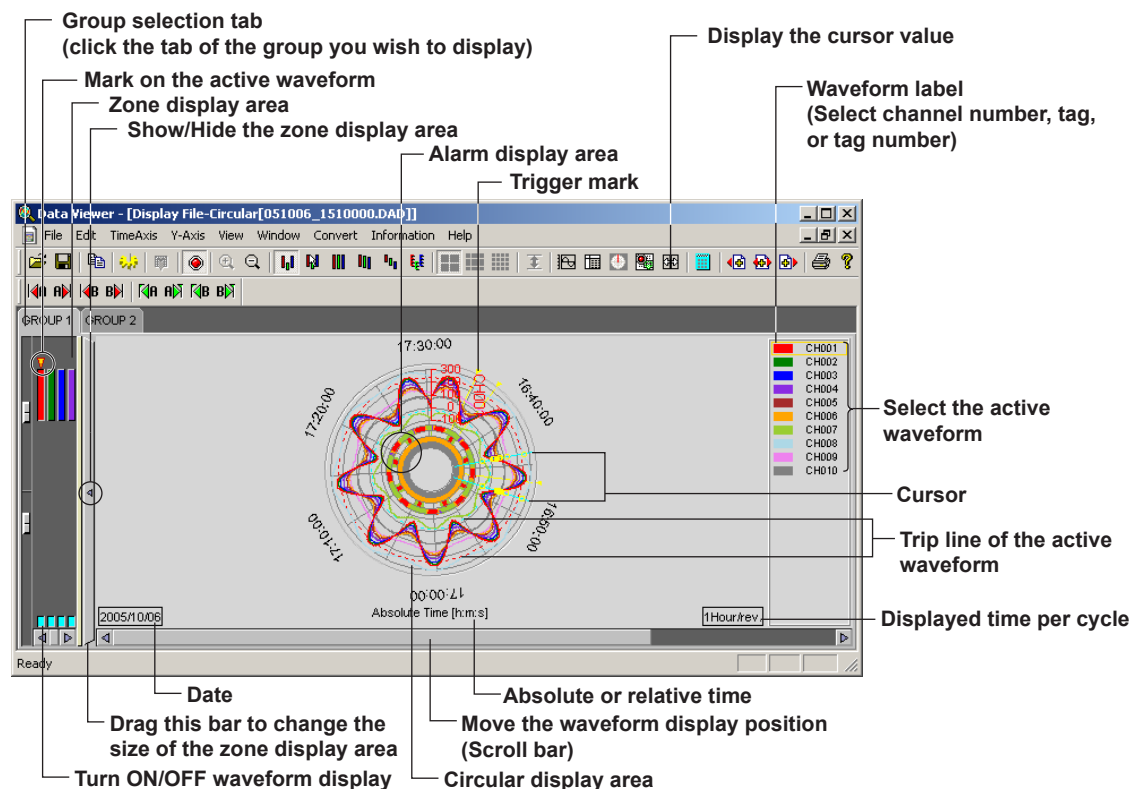 Group selection tab
(click the tab of the group you wish to display)
Display the cursor value
Mark on the active waveform
Waveform label
(Select channel number, tag,
or tag number)
Zone display area
Show/Hide the zone display area
Alarm display area
Trigger mark
Data Viewer - [Display File-Circular[051006_1510000.DAD]]
File Edit TimeAxis Y-Axis View Window Convert Information Help
A A B B A A B B
GROUP 1 GROUP 2
17:30:00
16:40:00
16:50:00
17:00:00
17:10:00
17:20:00
300
100
0
-100
CH001
CH002
CH003
CH004
CH005
CH006
CH007
CH008
CH009
CH010
Select the active
waveform
Cursor
Trip line of the active
waveform
Absolute Time [h:m:s]
2005/10/06
1Hour/rev.
Displayed time per cycle
Ready
Date
Absolute or relative time
Drag this bar to change the
size of the zone display area
Move the waveform display position
(Scroll bar)
Turn ON/OFF waveform display
Circular display area